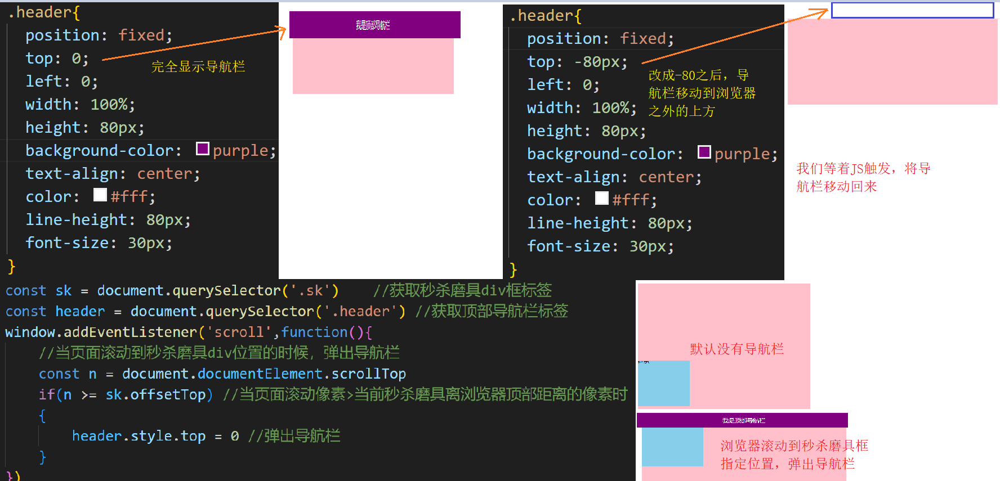 .header{
position: fixed;
top: 0;
left: 0;
width: 100%;
height: 80px;
background-color: purple;
text-align: center;
color: #fff;
line-height: 80px;
font-size: 30px;
}
完全显示导航栏
我是顶部导航栏
.header{
position: fixed;
top: -80px;
left: 0;
width: 100%;
height: 80px;
background-color: purple;
text-align: center;
color: #fff;
line-height: 80px;
font-size: 30px;
}
改成-80之后，导
航栏移动到浏览器
之外的上方
我们等着JS触发，将导
航栏移动回来
const sk = document.querySelector('.sk') //获取秒杀磨具div框标签
const header = document.querySelector('.header') //获取顶部导航栏标签
window.addEventListener('scroll',function(){
//当页面滚动到秒杀磨具div位置的时候，弹出导航栏
const n = document.documentElement.scrollTop
if(n >= sk.offsetTop) //当页面滚动像素>当前秒杀磨具离浏览器顶部距离的像素时
{
header.style.top = 0 //弹出导航栏
}
})
默认没有导航栏
我是顶部导航栏
浏览器滚动到秒杀磨具框
指定位置，弹出导航栏